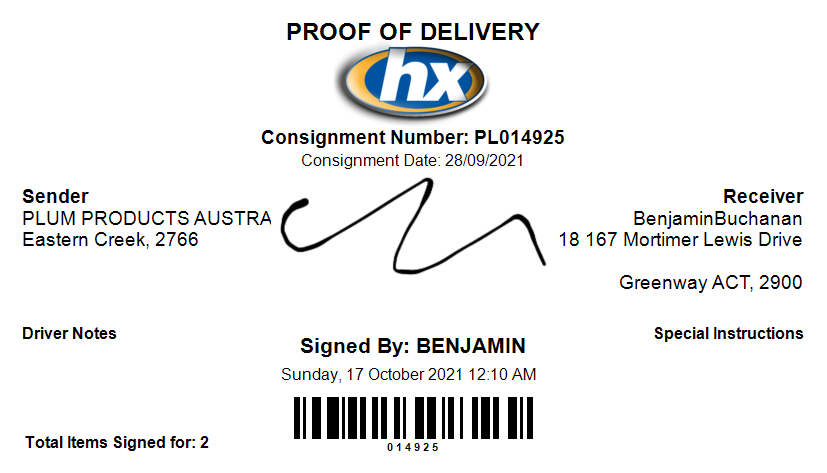 PROOF OF DELIVERY
hx
Consignment Number: PL014925
Consignment Date: 28/09/2021
Sender
PLUM PRODUCTS AUSTRA
Eastern Creek, 2766
Receiver
BenjaminBuchanan
18 167 Mortimer Lewis Drive
Greenway ACT, 2900
Driver Notes
Special Instructions
Signed By: BENJAMIN
Sunday, 17 October 2021 12:10 AM
014925
Total Items Signed for: 2